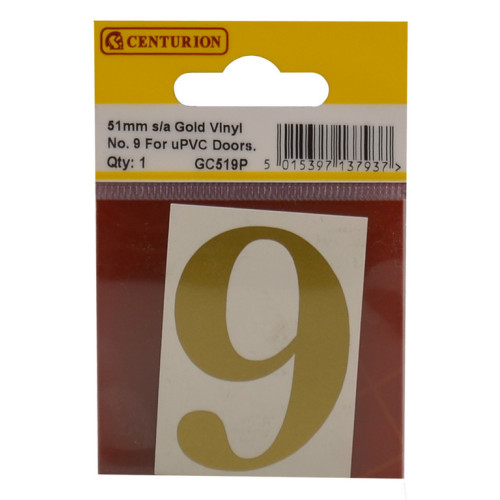 CENTURION
51mm s/a Gold Vinyl
No. 9 For uPVC Doors.
Qty: 1 GC519P
5 015397 137937 >
9